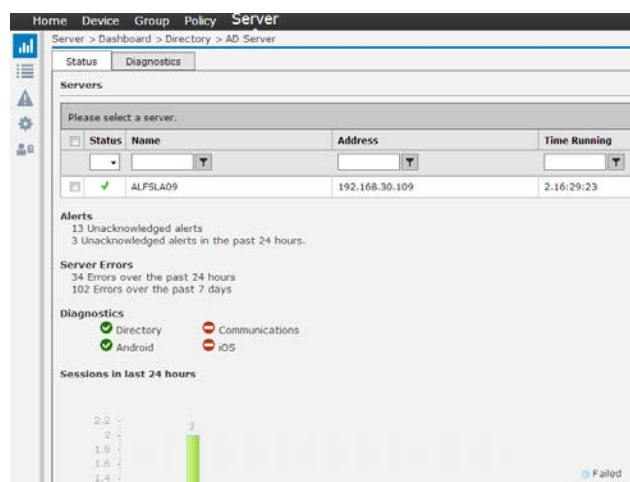 Home Device Group Policy Server
Server > Dashboard > Directory > AD Server
Status Diagnostics
Servers
Please select a server.
Status Name Address Time Running
ALFSLA09 192.168.30.109 2.16:29:23
Alerts
13 Unacknowledged alerts
3 Unacknowledged alerts in the past 24 hours.
Server Errors
34 Errors over the past 24 hours
102 Errors over the past 7 days
Diagnostics
Directory Communications
Android iOS
Sessions in last 24 hours
2.2
2
2
1.8
1.6
Failed
1.4